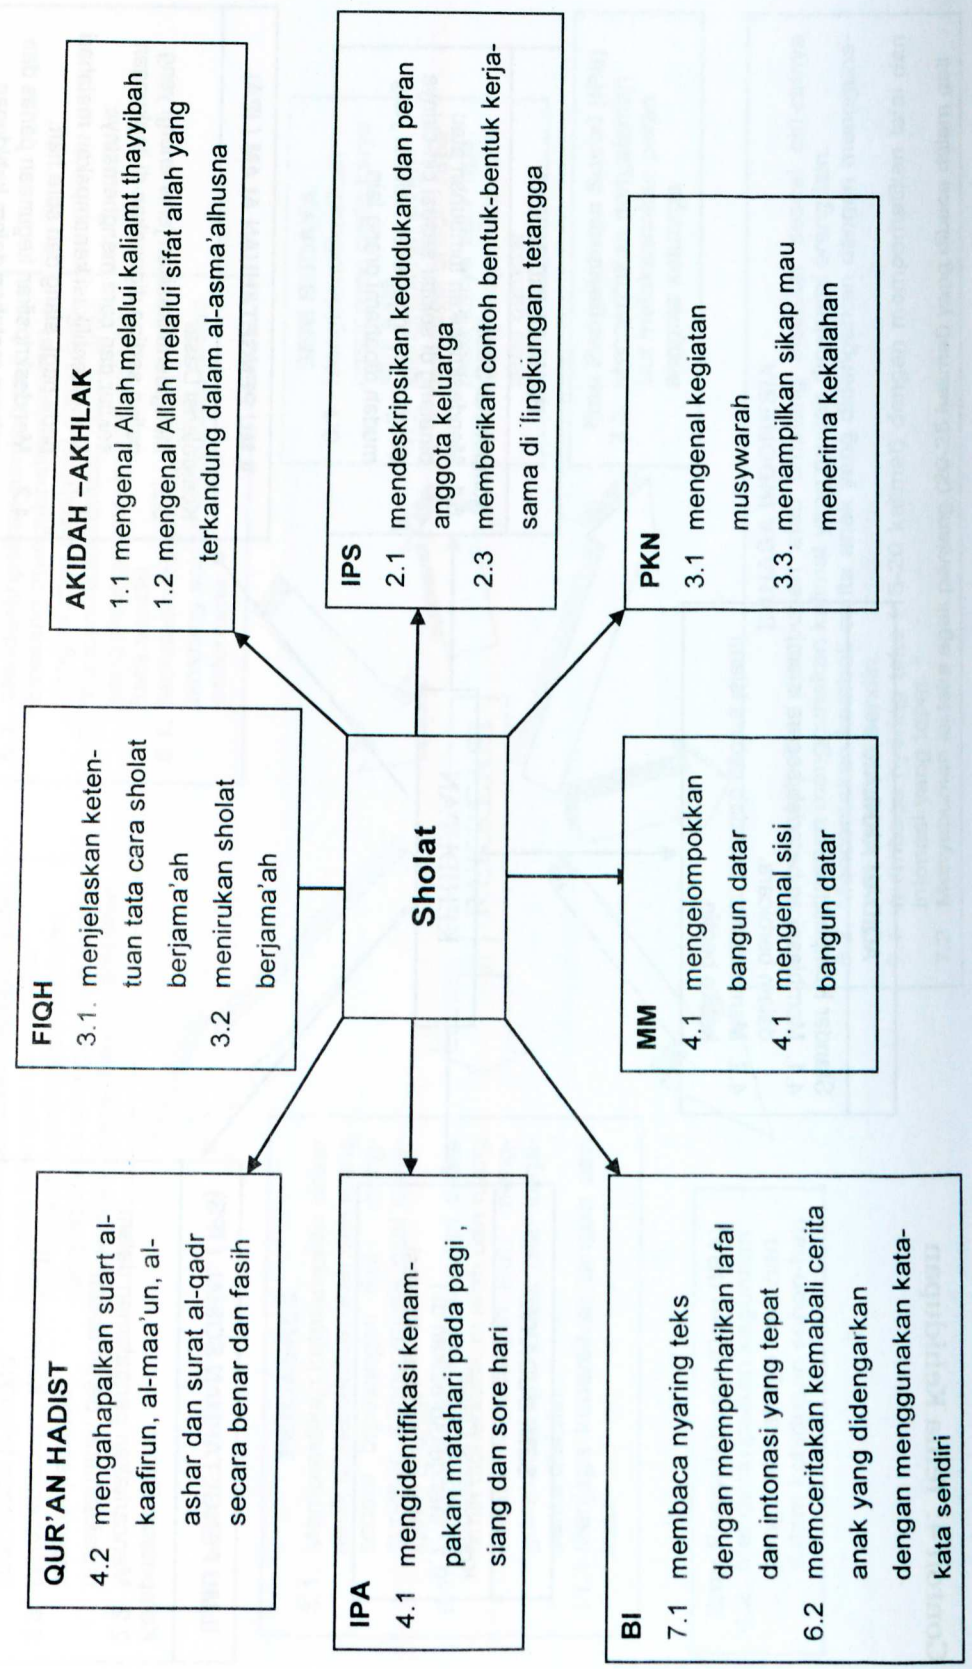 QUR'AN HADIST
4.2 mengahapalkan suart al-
kaafirun, al-maa'un, al-
ashar dan surat al-qadr
secara benar dan fasih
FIQH
3.1. menjelaskan keten-
tuan tata cara sholat
berjama'ah
3.2 menirukan sholat
berjama'ah
AKIDAH –AKHLAK
1.1 mengenal Allah melalui kaliamt thayyibah
1.2 mengenal Allah melalui sifat allah yang
terkandung dalam al-asma'alhusna
IPA
4.1 mengidentifikasi kenam-
pakan matahari pada pagi ,
siang dan sore hari
Sholat
IPS
2.1 mendeskripsikan kedudukan dan peran
anggota keluarga
2.3 memberikan contoh bentuk-bentuk kerja-
sama di lingkungan tetangga
BI
7.1 membaca nyaring teks
dengan memperhatikan lafal
dan intonasi yang tepat
6.2 memceritakan kemabali cerita
anak yang didengarkan
dengan menggunakan kata-
kata sendiri
MM
4.1 mengelompokkan
bangun datar
4.1 mengenal sisi
bangun datar
PKN
3.1 mengenal kegiatan
musywarah
3.3. menampilkan sikap mau
menerima kekalahan